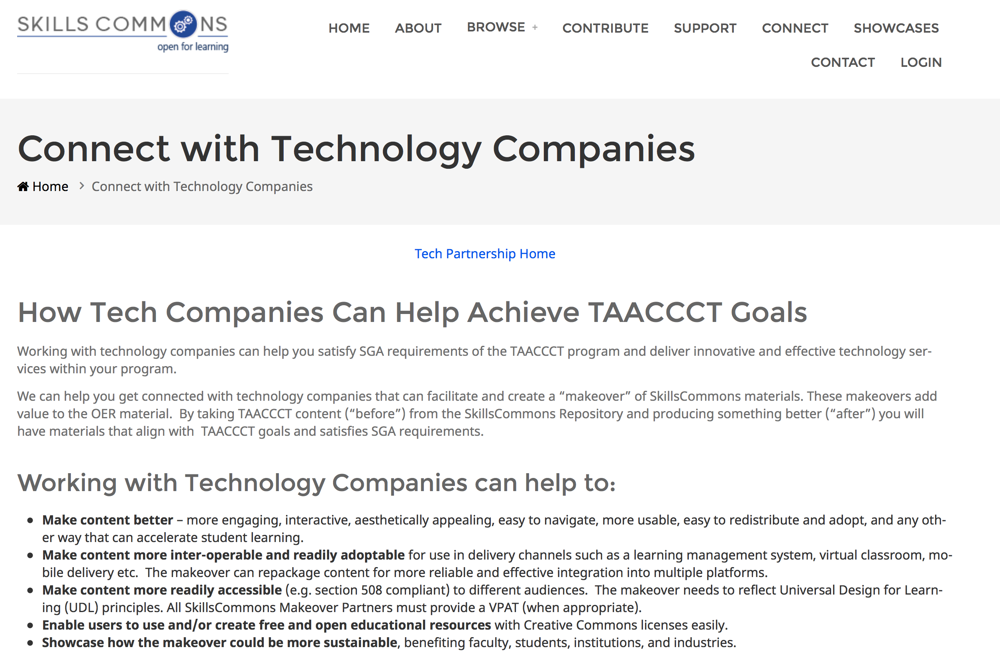 SKILLS COMMONS
open for learning
HOME ABOUT BROWSE + CONTRIBUTE SUPPORT CONNECT SHOWCASES
CONTACT LOGIN
Connect with Technology Companies
Home > Connect with Technology Companies
Tech Partnership Home
How Tech Companies Can Help Achieve TAACCCT Goals
Working with technology companies can help you satisfy SGA requirements of the TAACCCT program and deliver innovative and effective technology ser-
vices within your program.
We can help you get connected with technology companies that can facilitate and create a “makeover” of SkillsCommons materials. These makeovers add
value to the OER material.  By taking TAACCCT content (“before”) from the SkillsCommons Repository and producing something better (“after”) you will
have materials that align with  TAACCCT goals and satisfies SGA requirements.
Working with Technology Companies can help to:
• Make content better – more engaging, interactive, aesthetically appealing, easy to navigate, more usable, easy to redistribute and adopt, and any oth-
er way that can accelerate student learning.
• Make content more inter-operable and readily adoptable for use in delivery channels such as a learning management system, virtual classroom, mo-
bile delivery etc.  The makeover can repackage content for more reliable and effective integration into multiple platforms.
• Make content more readily accessible (e.g. section 508 compliant) to different audiences.  The makeover needs to reflect Universal Design for Learn-
ing (UDL) principles. All SkillsCommons Makeover Partners must provide a VPAT (when appropriate).
• Enable users to use and/or create free and open educational resources with Creative Commons licenses easily.
• Showcase how the makeover could be more sustainable, benefiting faculty, students, institutions, and industries.